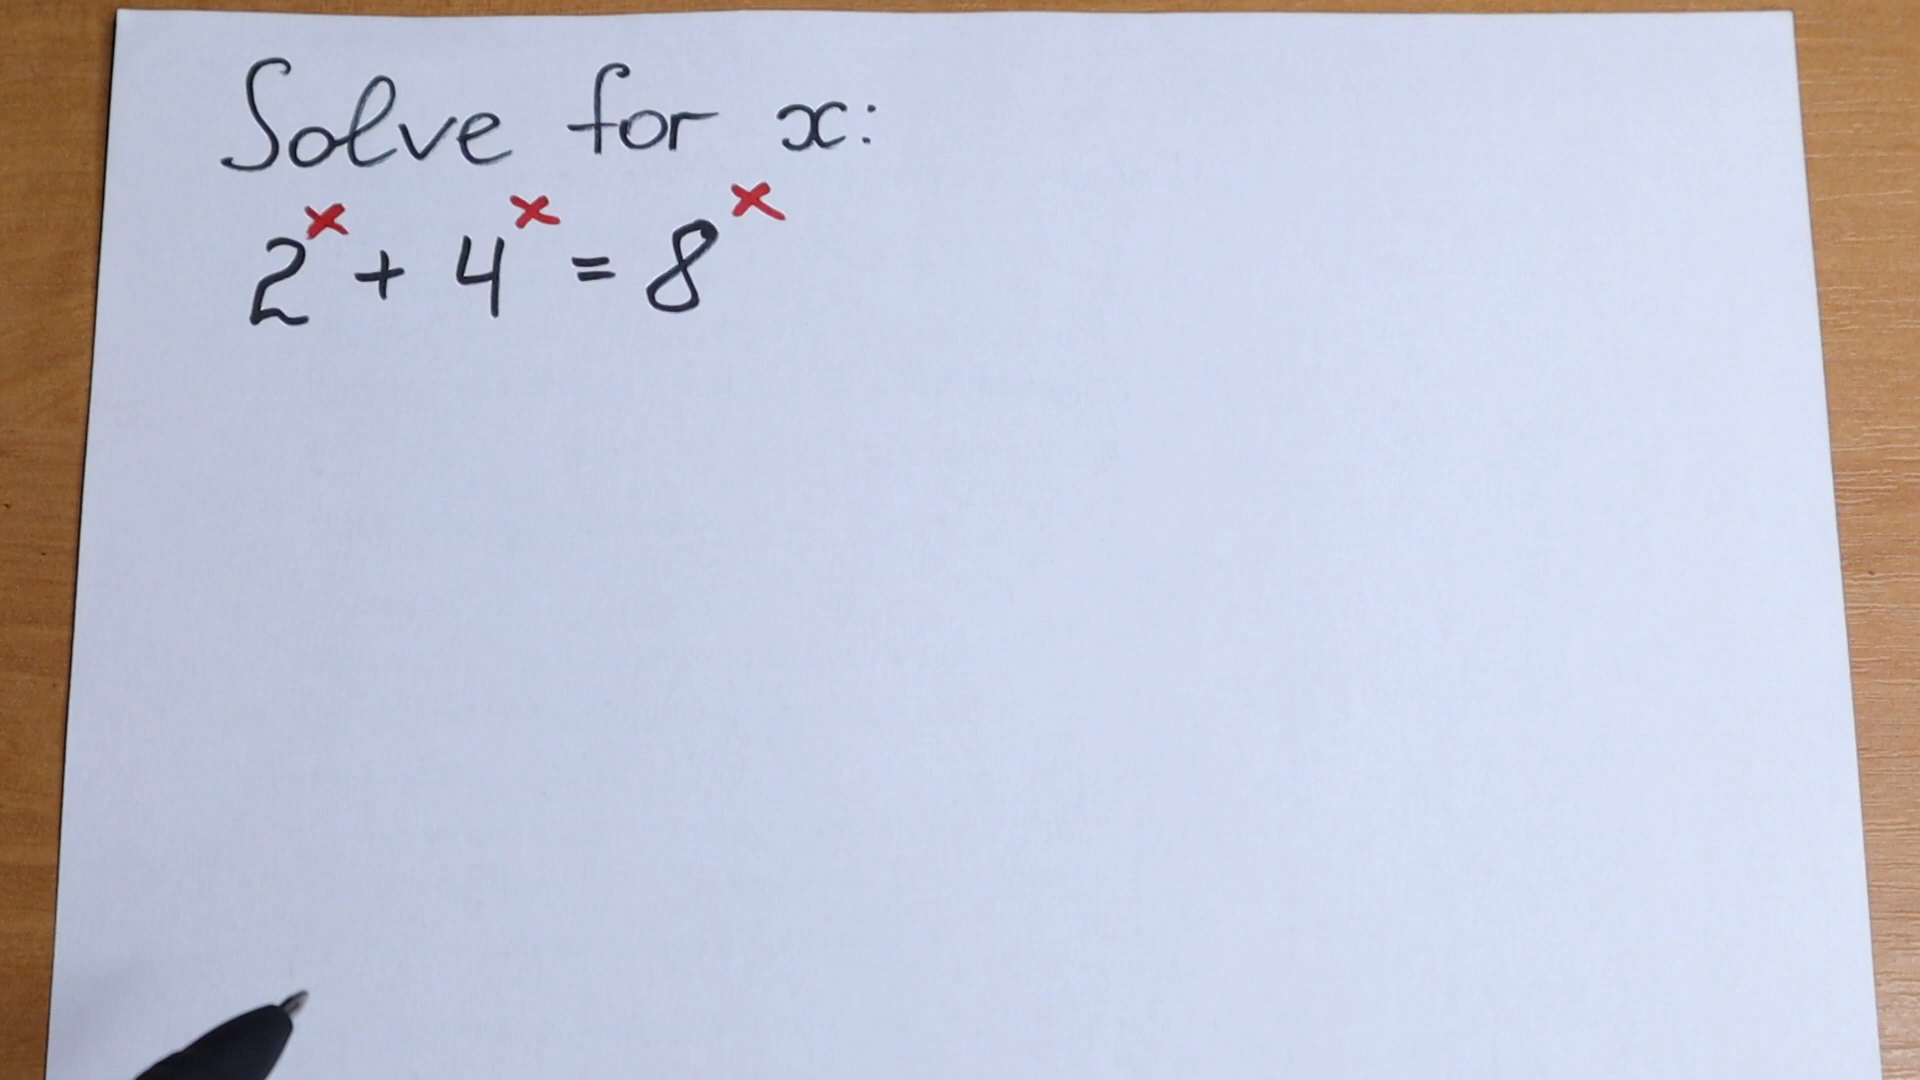 Solve for x:
2^x + 4^x = 8^x